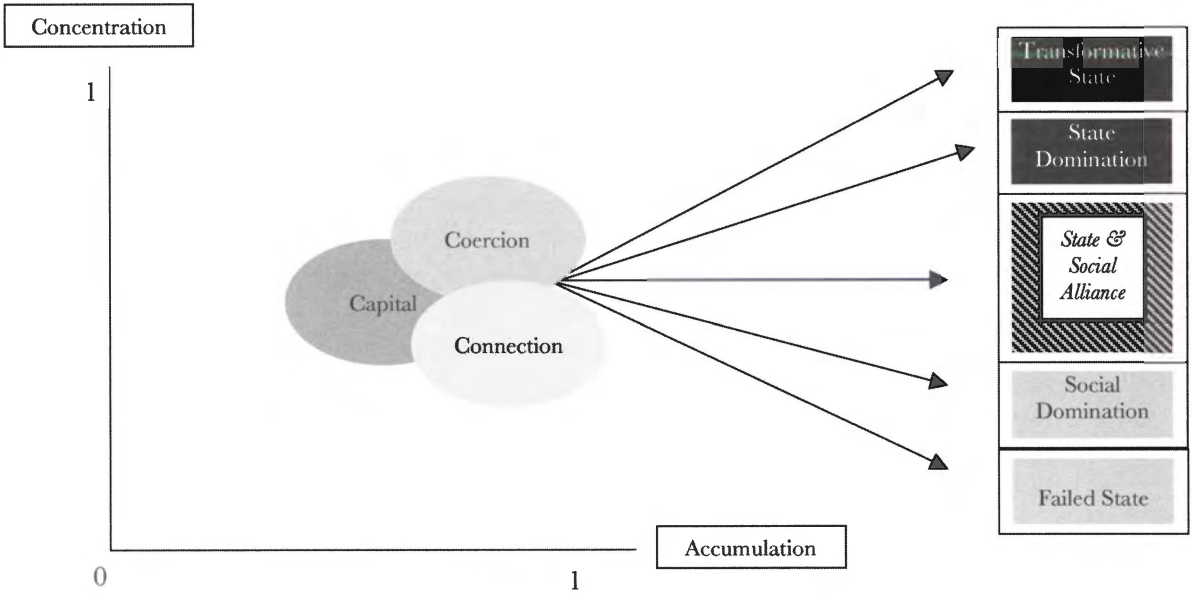 Concentration
1
Transformative
State
State
Domination
Coercion
State &
Social
Alliance
Capital
Connection
Social
Domination
Failed State
Accumulation
0
1